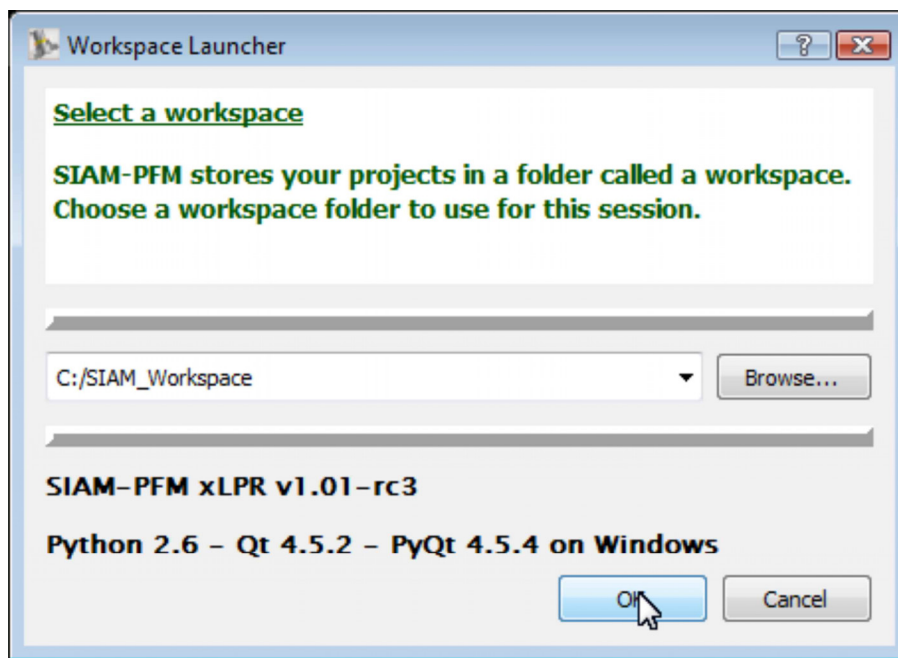 Workspace Launcher
Select a workspace
SIAM-PFM stores your projects in a folder called a workspace.
Choose a workspace folder to use for this session.
C:/SIAM_Workspace
Browse...
SIAM-PFM xLPR v1.01-rc3
Python 2.6 - Qt 4.5.2 - PyQt 4.5.4 on Windows
OK Cancel